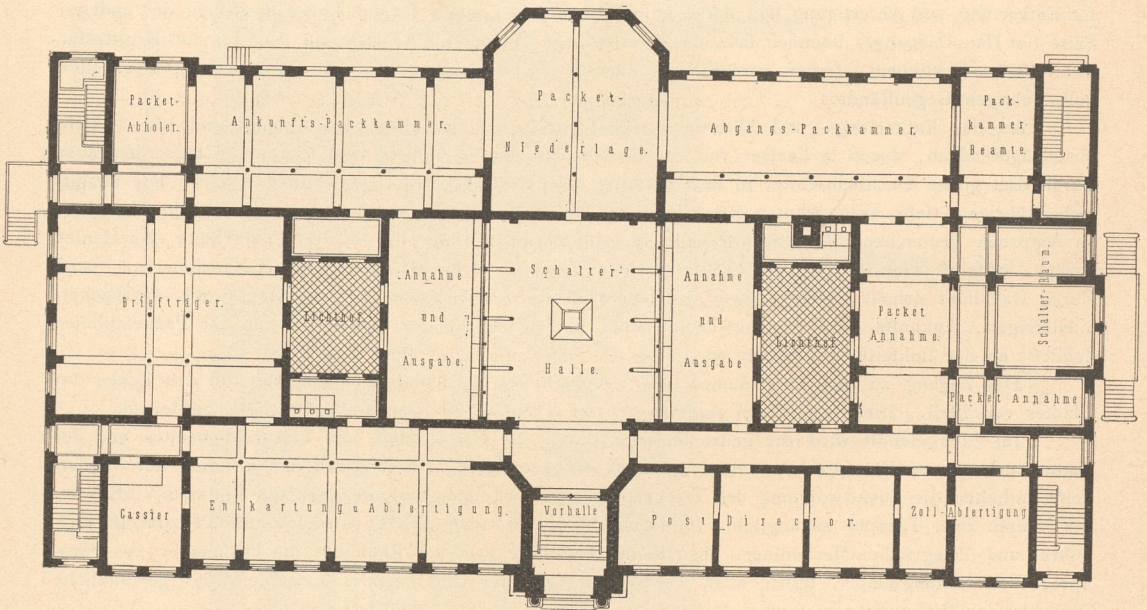 Packet-
Abholer.
Ankunfts-Packkammer.
Packet-
Niederlage.
Abgangs-Packkammer.
Pack-
kammer
Beamte.
Briefträger.
Lichthof.
Annahme
und
Ausgabe.
Schalter-
Halle.
Annahme
und
Ausgabe
Lichthof.
Packet
Annahme.
Schalter-Raum
Packet Annahme
Cassier
Entkartung u. Abfertigung.
Vorhalle
Post Director.
Zoll-Abfertigung